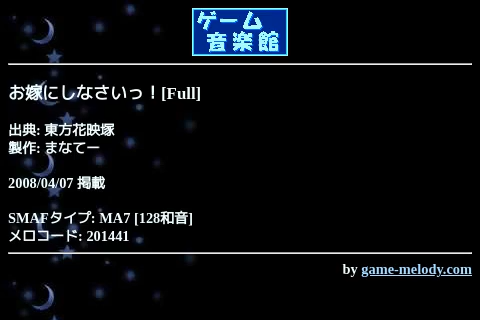 ゲーム
音楽館
お嫁にしなさいっ！[Full]
出典: 東方花映塚
製作: まなてー
2008/04/07 掲載
SMAFタイプ: MA7 [128和音]
メロコード: 201441
by game-melody.com